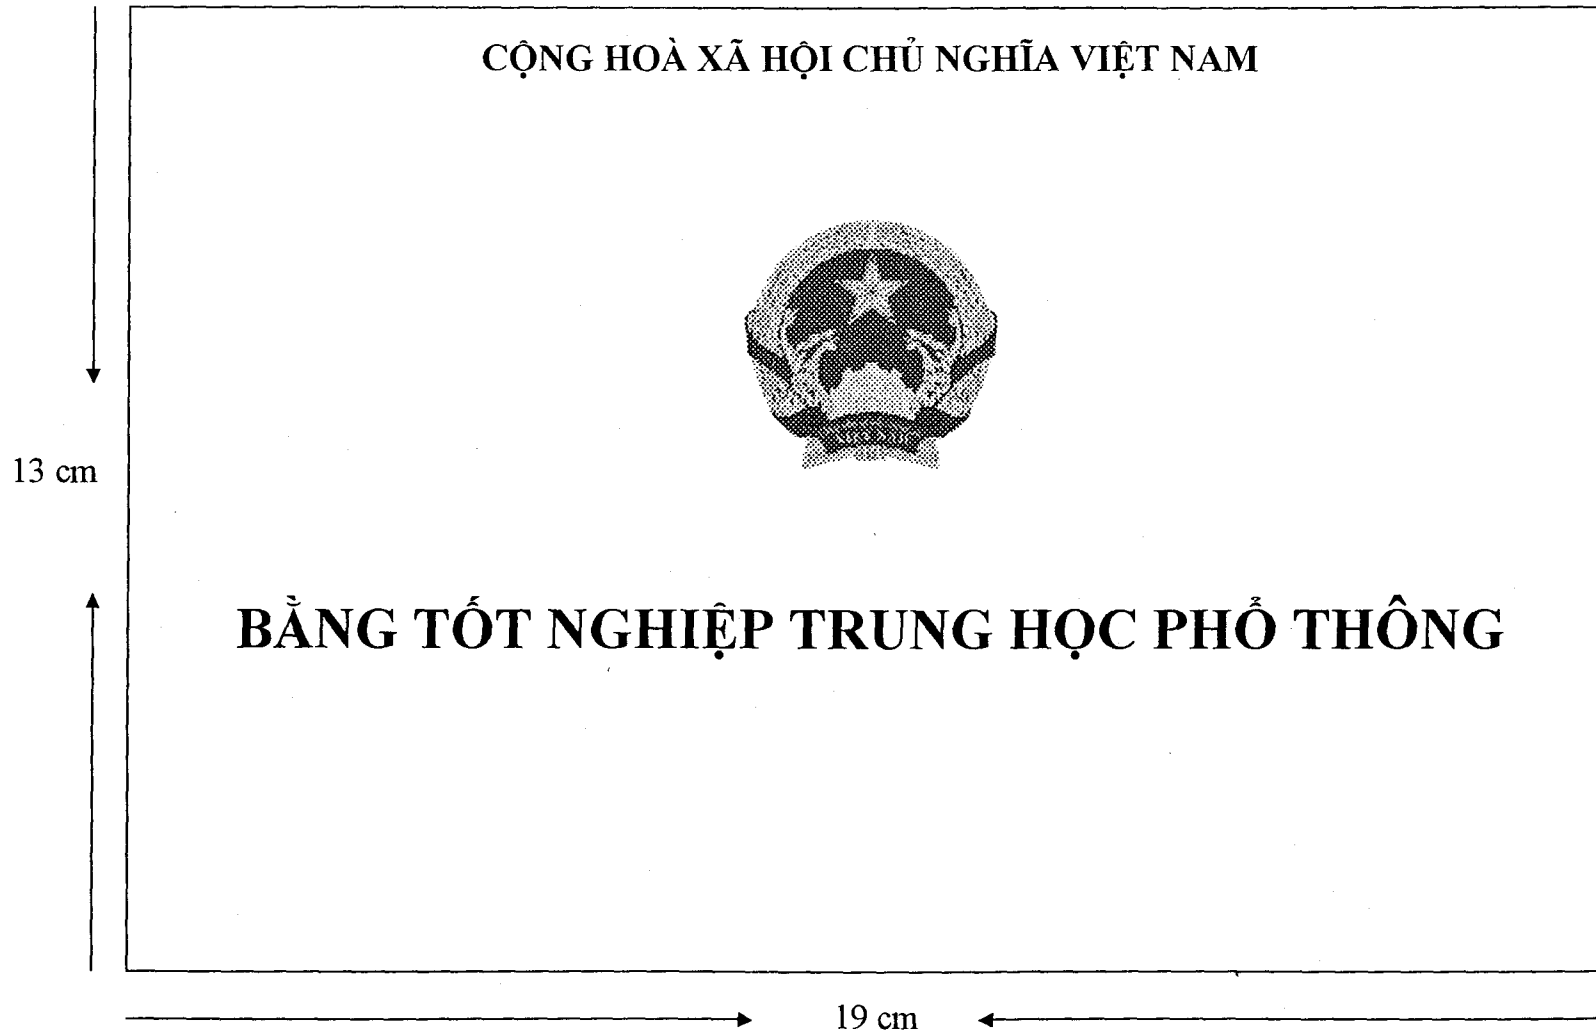 CỘNG HOÀ XÃ HỘI CHỦ NGHĨA VIỆT NAM
13 cm
BẰNG TỐT NGHIỆP TRUNG HỌC PHỔ THÔNG
19 cm